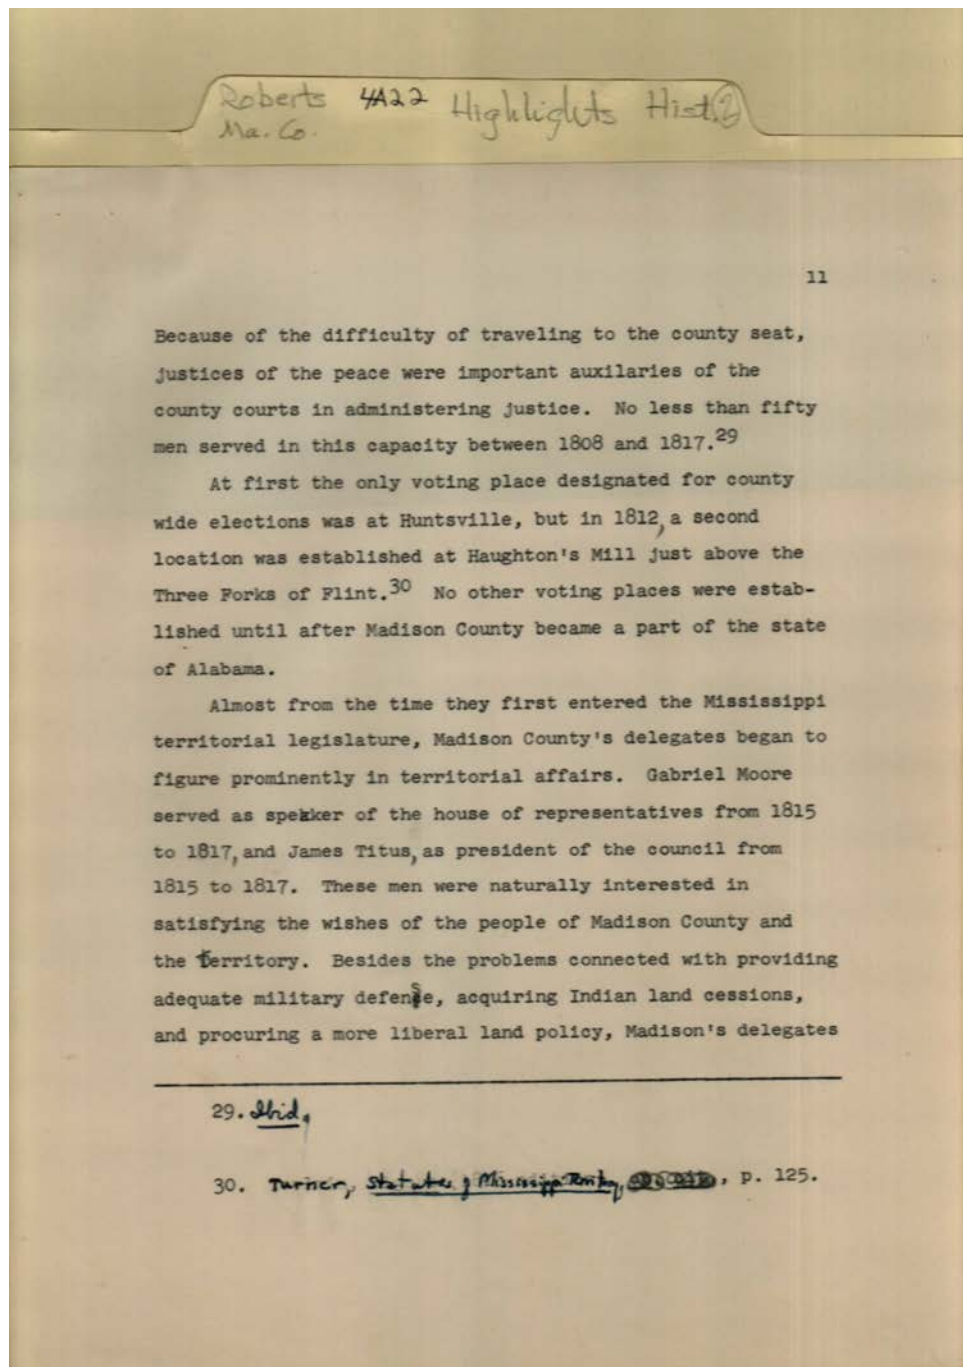 Roberts 4A22 Highlights Hist. 2
Ma. Co.
11
Because of the difficulty of traveling to the county seat,
justices of the peace were important auxilaries of the
county courts in administering justice. No less than fifty
men served in this capacity between 1808 and 1817.29
At first the only voting place designated for county
wide elections was at Huntsville, but in 1812, a second
location was established at Haughton's Mill just above the
Three Forks of Flint.30 No other voting places were estab-
lished until after Madison County became a part of the state
of Alabama.
Almost from the time they first entered the Mississippi
territorial legislature, Madison County's delegates began to
figure prominently in territorial affairs. Gabriel Moore
served as spekker of the house of representatives from 1815
to 1817, and James Titus, as president of the council from
1815 to 1817. These men were naturally interested in
satisfying the wishes of the people of Madison County and
the territory. Besides the problems connected with providing
adequate military defense, acquiring Indian land cessions,
and procuring a more liberal land policy, Madison's delegates
29. Ibid.
30. Turner, Statutes of Mississippi Territory, , p. 125.